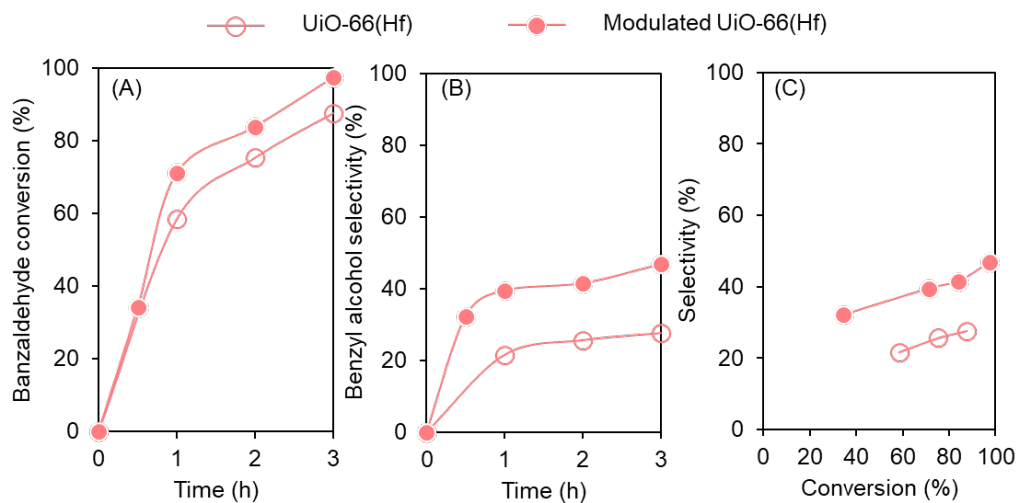 UiO-66(Hf)
Modulated UiO-66(Hf)
(A)
Banzaldehyde conversion (%)
100
80
60
40
20
0
0
1
2
3
Time (h)
(B)
Benzyl alcohol selectivity (%)
100
80
60
40
20
0
0
1
2
3
Time (h)
(C)
Selectivity (%)
100
80
60
40
20
0
0
20
40
60
80
100
Conversion (%)